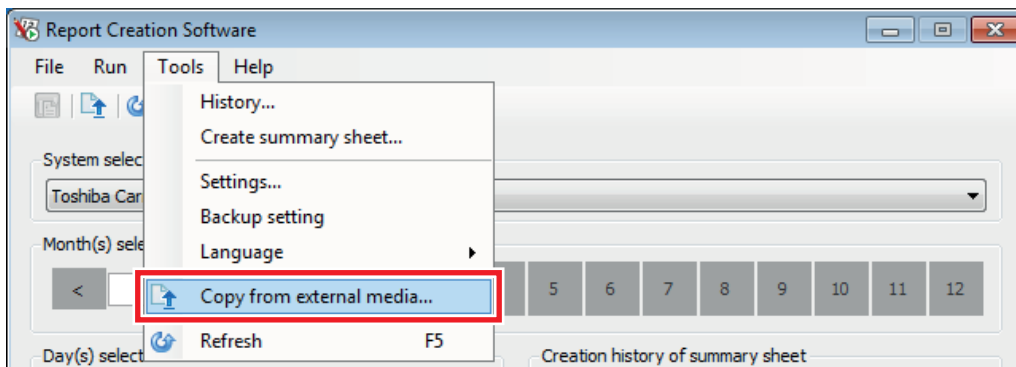 Report Creation Software
File Run Tools Help
History...
Create summary sheet...
System selec
Settings...
Toshiba Car
Backup setting
Month(s) sele
Language
< 5 6 7 8 9 10 11 12
Copy from external media...
Refresh F5
Day(s) select
Creation history of summary sheet